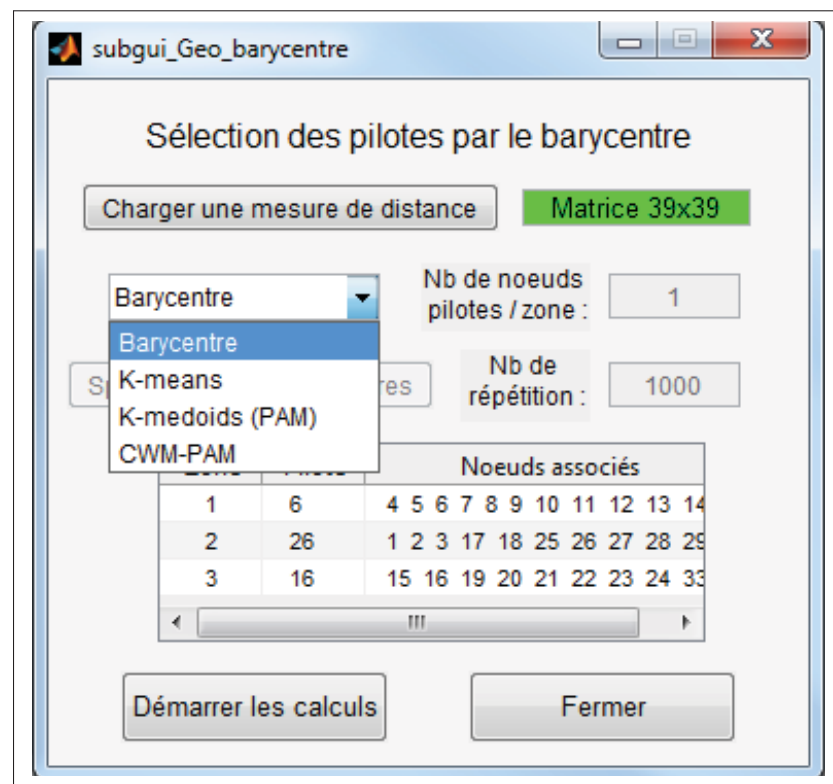 subgui_Geo_barycentre
Sélection des pilotes par le barycentre
Charger une mesure de distance
Matrice 39x39
Barycentre
Nb de noeuds
pilotes / zone :
1
Barycentre
K-means
K-medoids (PAM)
CWM-PAM
Nb de
répétition :
1000
Noeuds associés
1 6 4 5 6 7 8 9 10 11 12 13 14
2 26 1 2 3 17 18 25 26 27 28 29
3 16 15 16 19 20 21 22 23 24 33
Démarrer les calculs
Fermer